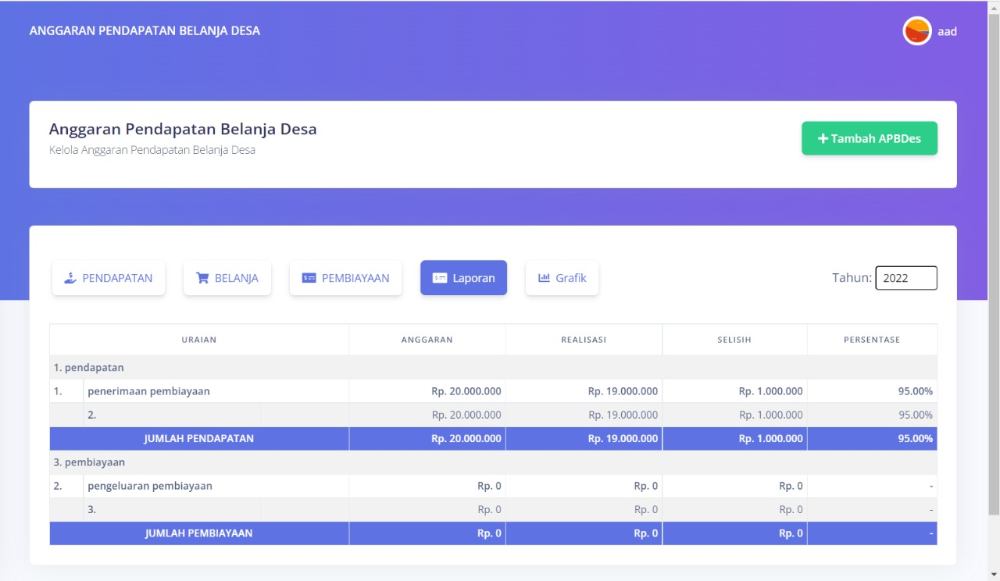 ANGGARAN PENDAPATAN BELANJA DESA
aad
Anggaran Pendapatan Belanja Desa
Kelola Anggaran Pendapatan Belanja Desa
Tambah APBDes
PENDAPATAN BELANJA PEMBIAYAAN Laporan Grafik Tahun: 2022
URAIAN ANGGARAN REALISASI SELISIH PERSENTASE
1. pendapatan
1. penerimaan pembiayaan Rp. 20.000.000 Rp. 19.000.000 Rp. 1.000.000 95.00%
2. Rp. 20.000.000 Rp. 19.000.000 Rp. 1.000.000 95.00%
JUMLAH PENDAPATAN Rp. 20.000.000 Rp. 19.000.000 Rp. 1.000.000 95.00%
3. pembiayaan
2. pengeluaran pembiayaan Rp. 0 Rp. 0 Rp. 0 -
3. Rp. 0 Rp. 0 Rp. 0 -
JUMLAH PEMBIAYAAN Rp. 0 Rp. 0 Rp. 0 -